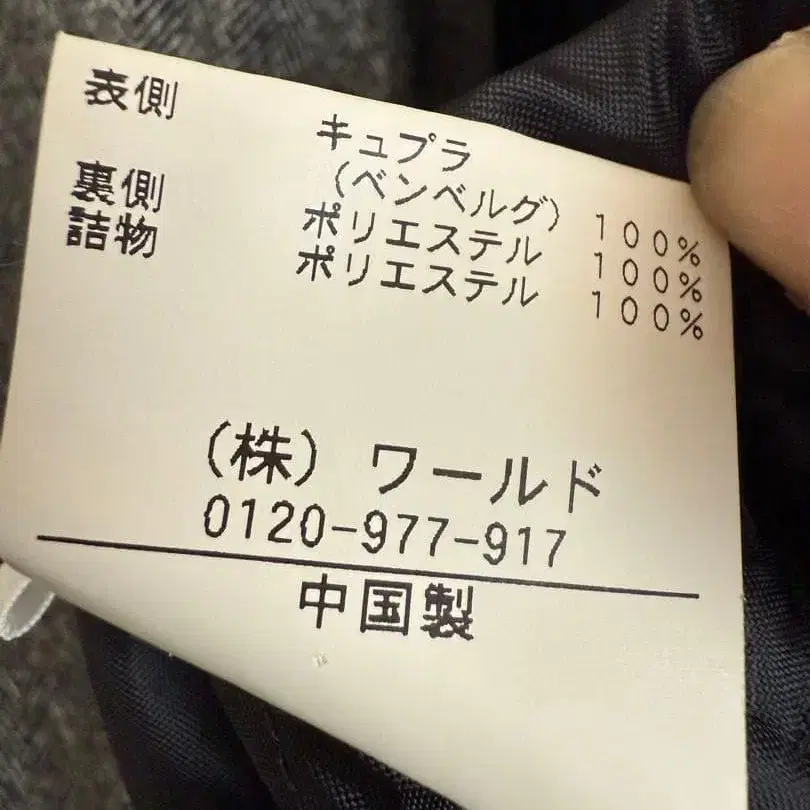 表側 キュプラ
(ベンベルグ) 100%
裏側 ポリエステル 100%
詰物 ポリエステル 100%
(株) ワールド
0120-977-917
中国製